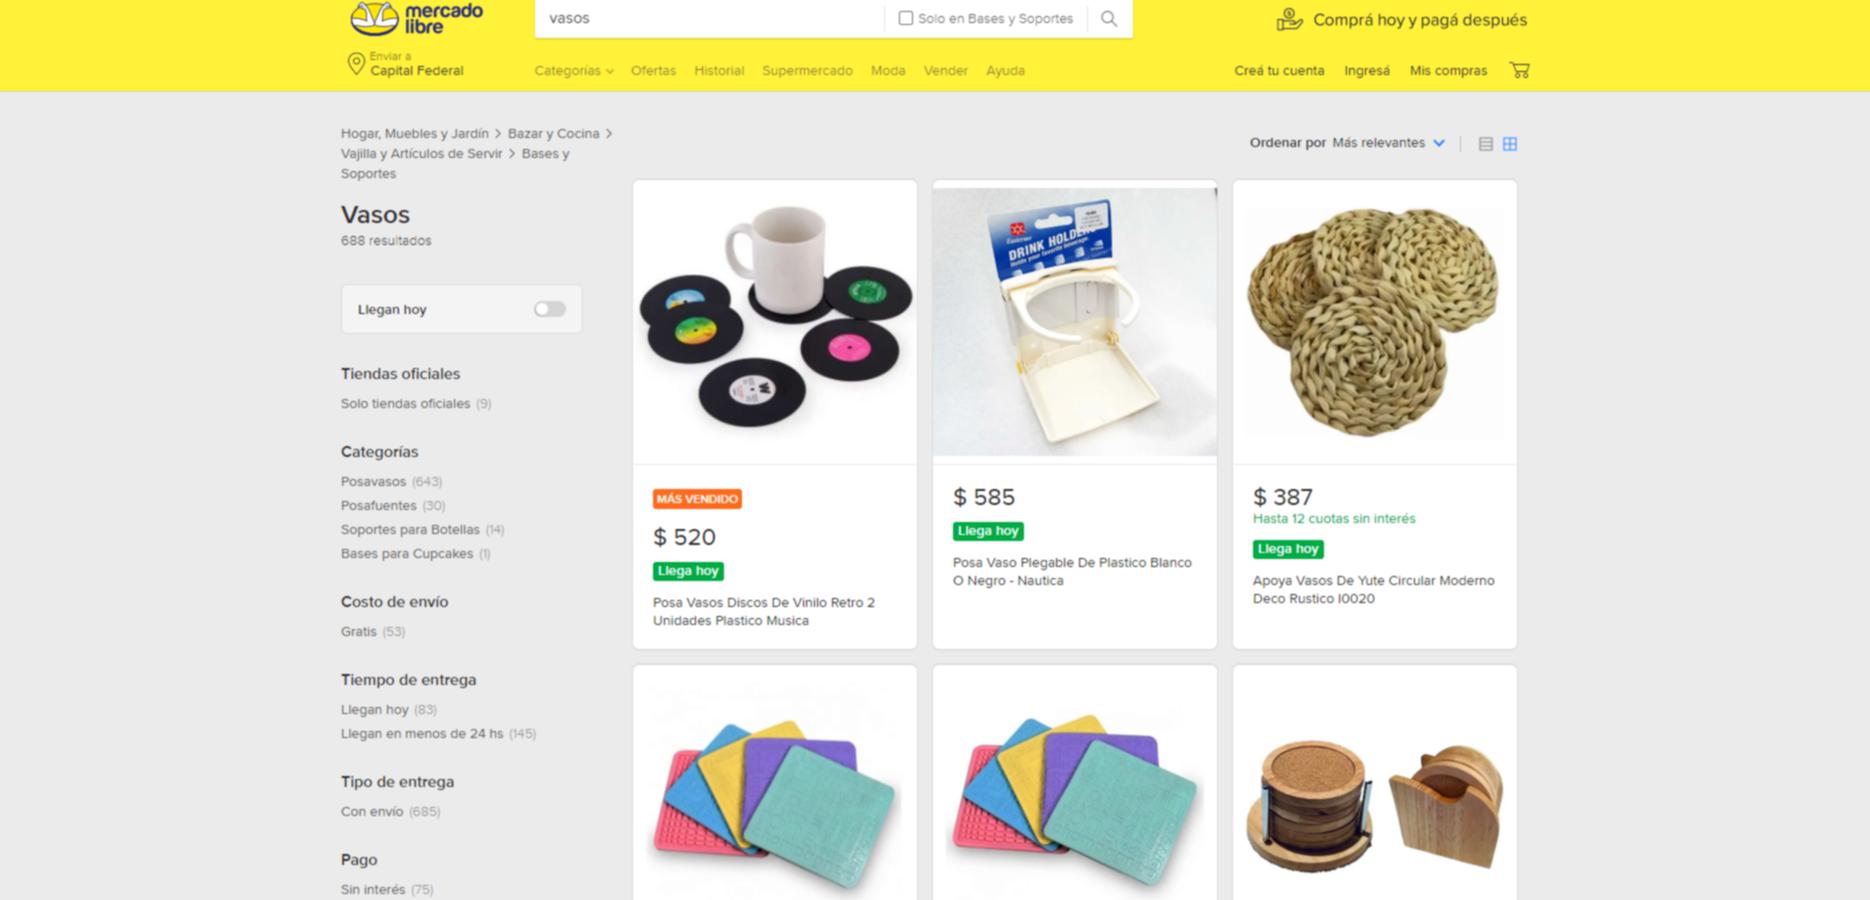 mercado
libre
vasos
Solo en Bases y Soportes
Comprá hoy y pagá después
Enviar a
Capital Federal
Categorías
Ofertas
Historial
Supermercado
Moda
Vender
Ayuda
Creá tu cuenta
Ingresá
Mis compras
Hogar, Muebles y Jardín > Bazar y Cocina >
Vajilla y Artículos de Servir > Bases y
Soportes
Ordenar por Más relevantes
Vasos
688 resultados
Llegan hoy
Tiendas oficiales
Solo tiendas oficiales (9)
Categorías
Posavasos (643)
Posafuentes (30)
Soportes para Botellas (14)
Bases para Cupcakes (1)
Costo de envío
Gratis (53)
Tiempo de entrega
Llegan hoy (83)
Llegan en menos de 24 hs (145)
Tipo de entrega
Con envío (685)
Pago
Sin interés (75)
MÁS VENDIDO
$ 520
Llega hoy
Posa Vasos Discos De Vinilo Retro 2
Unidades Plastico Musica
DRINK HOLDER
$ 585
Llega hoy
Posa Vaso Plegable De Plastico Blanco
O Negro - Nautica
$ 387
Hasta 12 cuotas sin interés
Llega hoy
Apoya Vasos De Yute Circular Moderno
Deco Rustico I0020